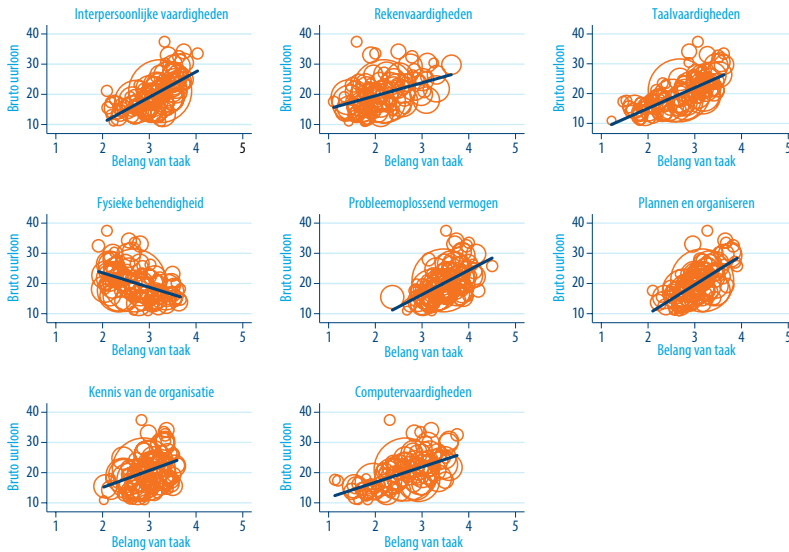 Interpersoonlijke vaardigheden
Bruto uurloon
40
30
20
10
1 2 3 4 5
Belang van taak
Rekenvaardigheden
Bruto uurloon
40
30
20
10
1 2 3 4 5
Belang van taak
Taalvaardigheden
Bruto uurloon
40
30
20
10
1 2 3 4 5
Belang van taak
Fysieke behendigheid
Bruto uurloon
40
30
20
10
1 2 3 4 5
Belang van taak
Probleemoplossend vermogen
Bruto uurloon
40
30
20
10
1 2 3 4 5
Belang van taak
Plannen en organiseren
Bruto uurloon
40
30
20
10
1 2 3 4 5
Belang van taak
Kennis van de organisatie
Bruto uurloon
40
30
20
10
1 2 3 4 5
Belang van taak
Computervaardigheden
Bruto uurloon
40
30
20
10
1 2 3 4 5
Belang van taak